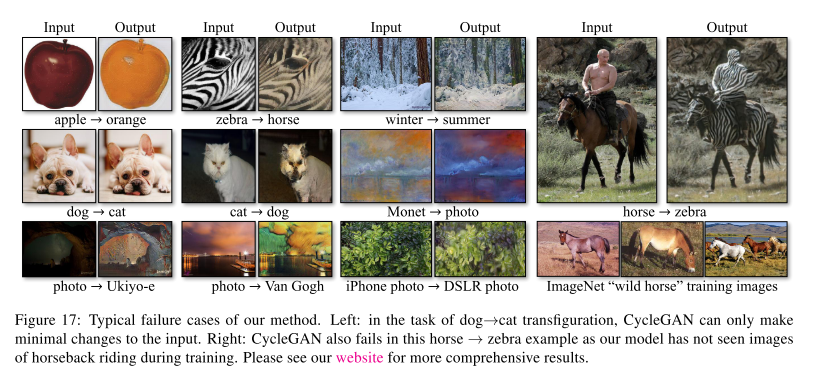 Input Output Input Output Input Output Input Output
apple → orange zebra → horse winter → summer
dog → cat cat → dog Monet → photo horse → zebra
photo → Ukiyo-e photo → Van Gogh iPhone photo → DSLR photo ImageNet “wild horse” training images
Figure 17: Typical failure cases of our method. Left: in the task of dog→cat transfiguration, CycleGAN can only make
minimal changes to the input. Right: CycleGAN also fails in this horse → zebra example as our model has not seen images
of horseback riding during training. Please see our website for more comprehensive results.